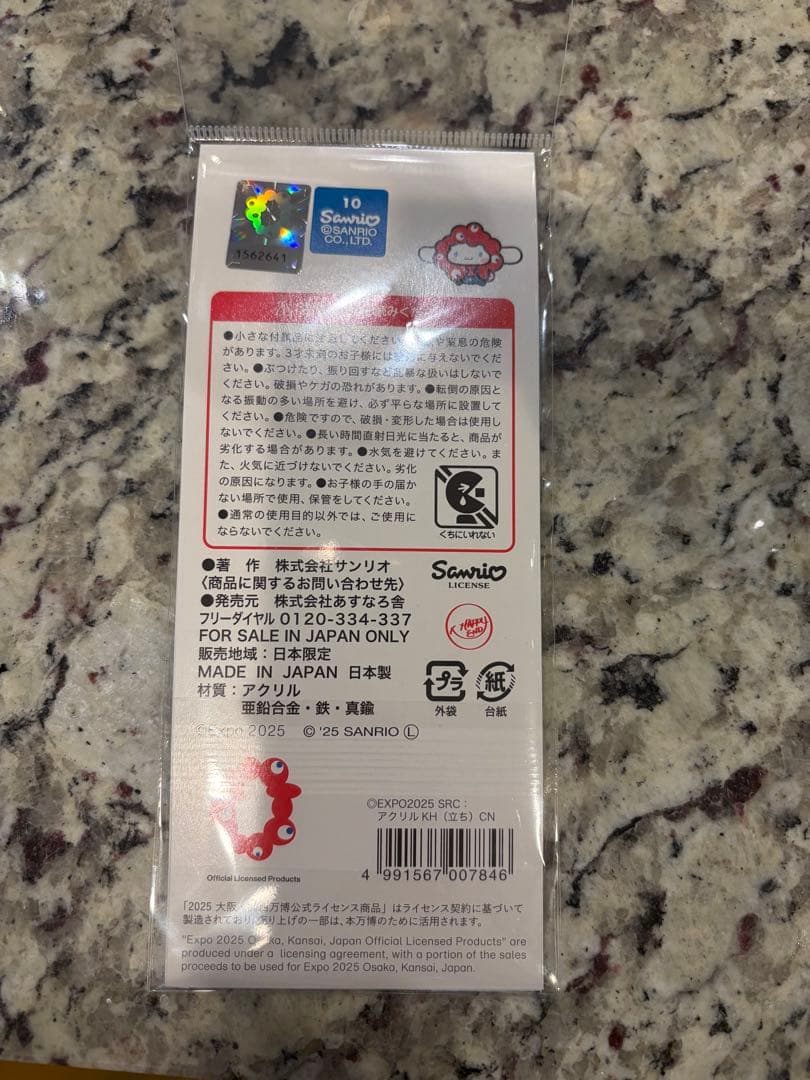 1562641
10
Sanrio
©SANRIO
CO., LTD.
●小さな付属品に の危険
があります。3才未満のお子様には 与えないでくだ
さい。●ぶつけたり、振り回すなど乱暴な扱いはしないで
ください。破損やケガの恐れがあります。●転倒の原因と
なる振動の多い場所を避け、必ず平らな場所に設置して
ください。●危険ですので、破損・変形した場合は使用し
ないでください。●長い時間直射日光に当たると、商品が
劣化する場合があります。●水気を避けてください。ま
た、火気に近づけないでください。劣化
の原因になります。●お子様の手の届か
ない場所で使用、保管をしてください。
●通常の使用目的以外では、ご使用に
ならないでください。
くちにいれない
●著 作 株式会社サンリオ
〈商品に関するお問い合わせ先〉
●発売元 株式会社あすなろ舎
フリーダイヤル 0120-334-337
FOR SALE IN JAPAN ONLY
販売地域：日本限定
MADE IN JAPAN 日本製
材質：アクリル
亜鉛合金・鉄・真鍮
©Expo 2025 © '25 SANRIO Ⓛ
Sanrio
LICENSE
HAPPY
END
プラ
外袋
紙
台紙
©EXPO2025 SRC：
アクリルKH（立ち）CN
4 991567 007846
Official Licensed Products
「2025 大阪・ 万博公式ライセンス商品」はライセンス契約に基づいて
製造されており、売り上げの一部は、本万博のために活用されます。
"Expo 2025 Osaka, Kansai, Japan Official Licensed Products" are
produced under a licensing agreement, with a portion of the sales
proceeds to be used for Expo 2025 Osaka, Kansai, Japan.